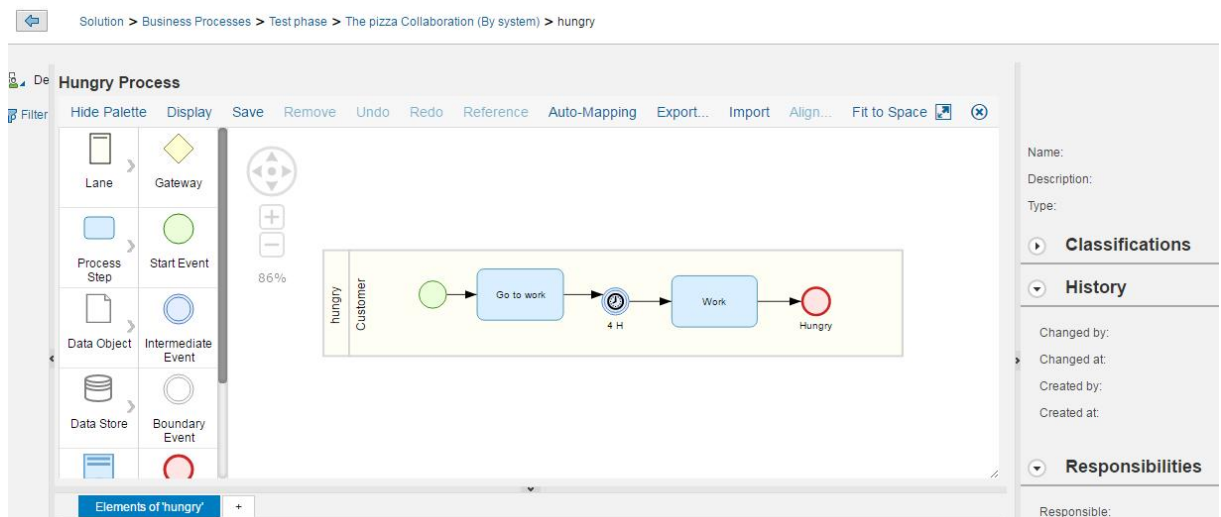 Solution > Business Processes > Test phase > The pizza Collaboration (By system) > hungry
De
Filter
Hungry Process
Hide Palette Display Save Remove Undo Redo Reference Auto-Mapping Export... Import Align... Fit to Space
Lane
Gateway
Process
Step
Start Event
Data Object
Intermediate
Event
Data Store
Boundary
Event
86%
hungry
Customer
Go to work
4 H
Work
Hungry
Elements of 'hungry'
+
Name:
Description:
Type:
Classifications
History
Changed by:
Changed at:
Created by:
Created at:
Responsibilities
Responsible: